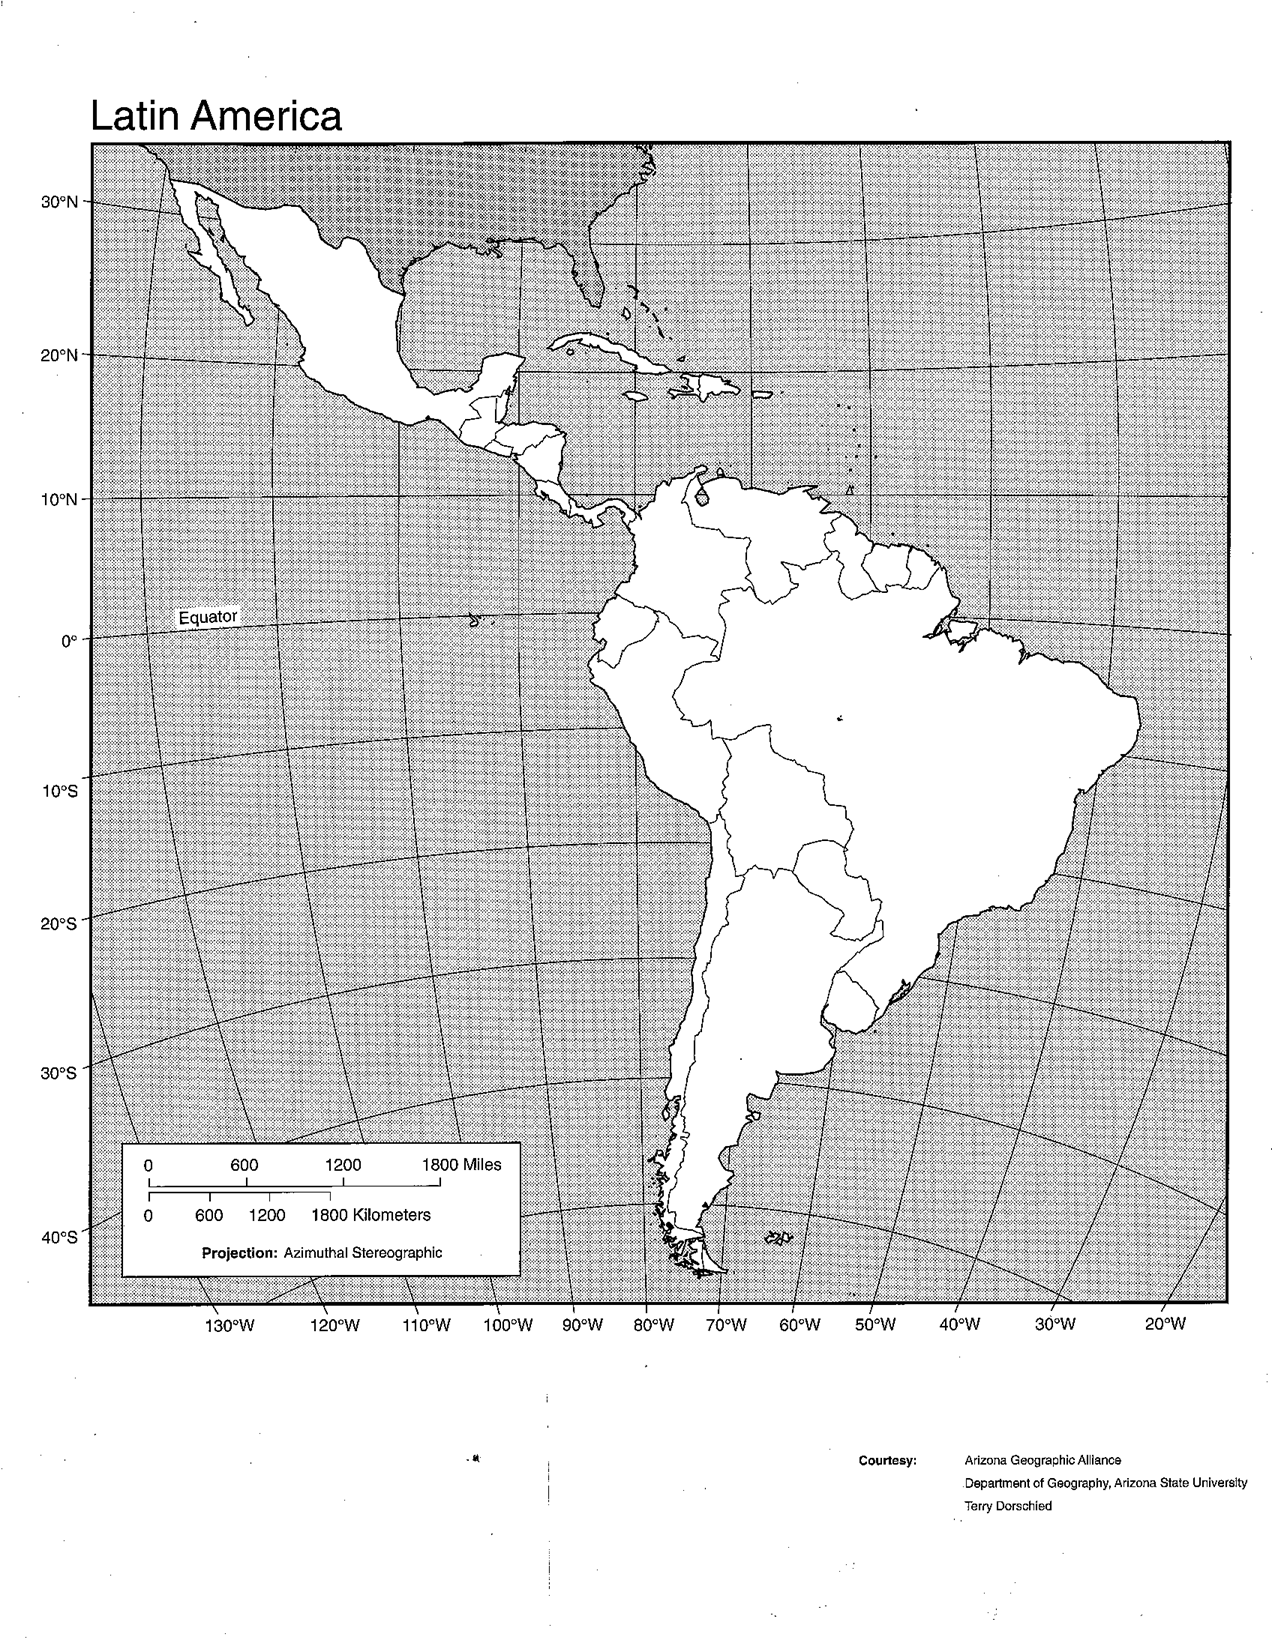 Latin America
30°N
20°N
10°N
Equator
0°
10°S
20°S
30°S
40°S
0 600 1200 1800 Miles
0 600 1200 1800 Kilometers
Projection: Azimuthal Stereographic
130°W 120°W 110°W 100°W 90°W 80°W 70°W 60°W 50°W 40°W 30°W 20°W
Courtesy: Arizona Geographic Alliance
Department of Geography, Arizona State University
Terry Dorschied